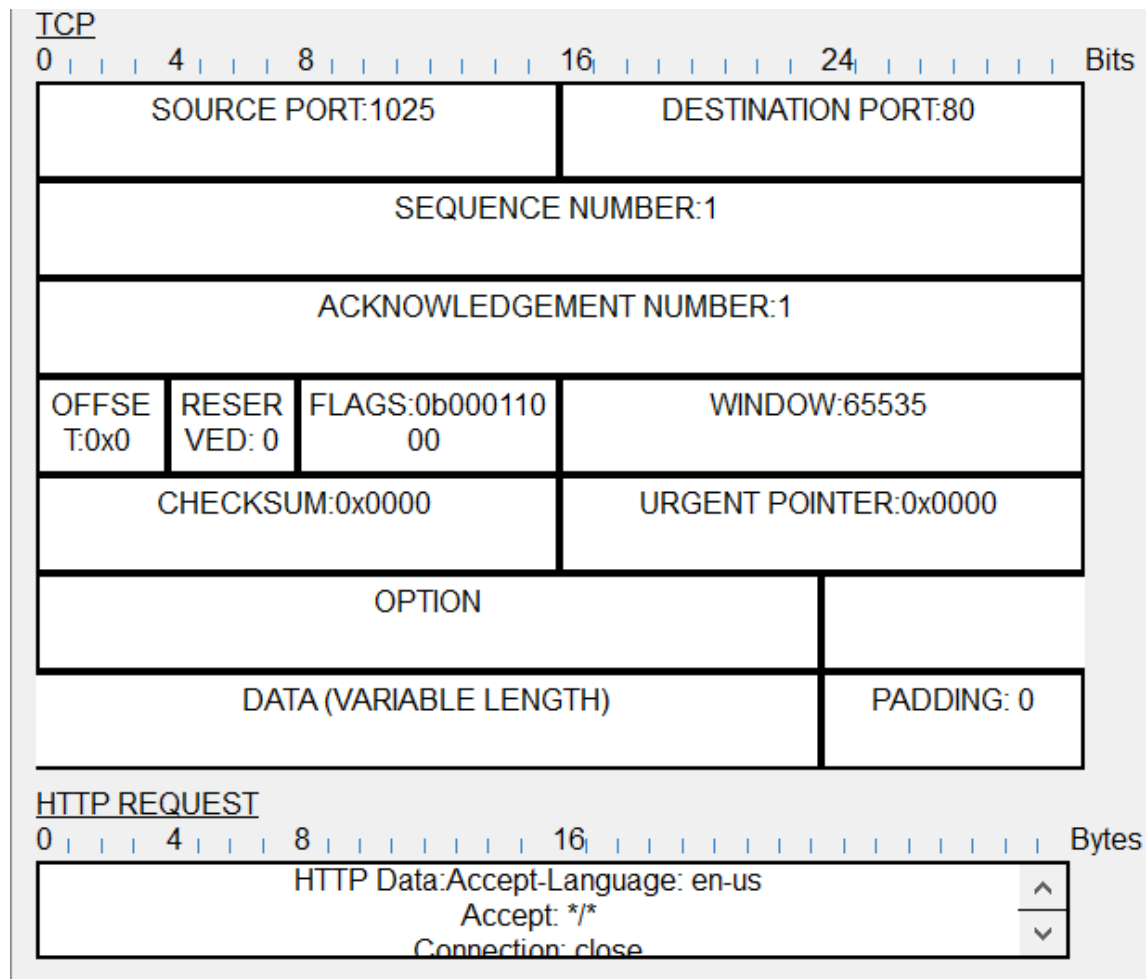 TCP
0 4 8 16 24 Bits
SOURCE PORT:1025 DESTINATION PORT:80
SEQUENCE NUMBER:1
ACKNOWLEDGEMENT NUMBER:1
OFFSE RESER FLAGS:0b000110 WINDOW:65535
T:0x0 VED: 0 00
CHECKSUM:0x0000 URGENT POINTER:0x0000
OPTION
DATA (VARIABLE LENGTH) PADDING: 0
HTTP REQUEST
0 4 8 16 Bytes
HTTP Data:Accept-Language: en-us
Accept: */*
Connection: close